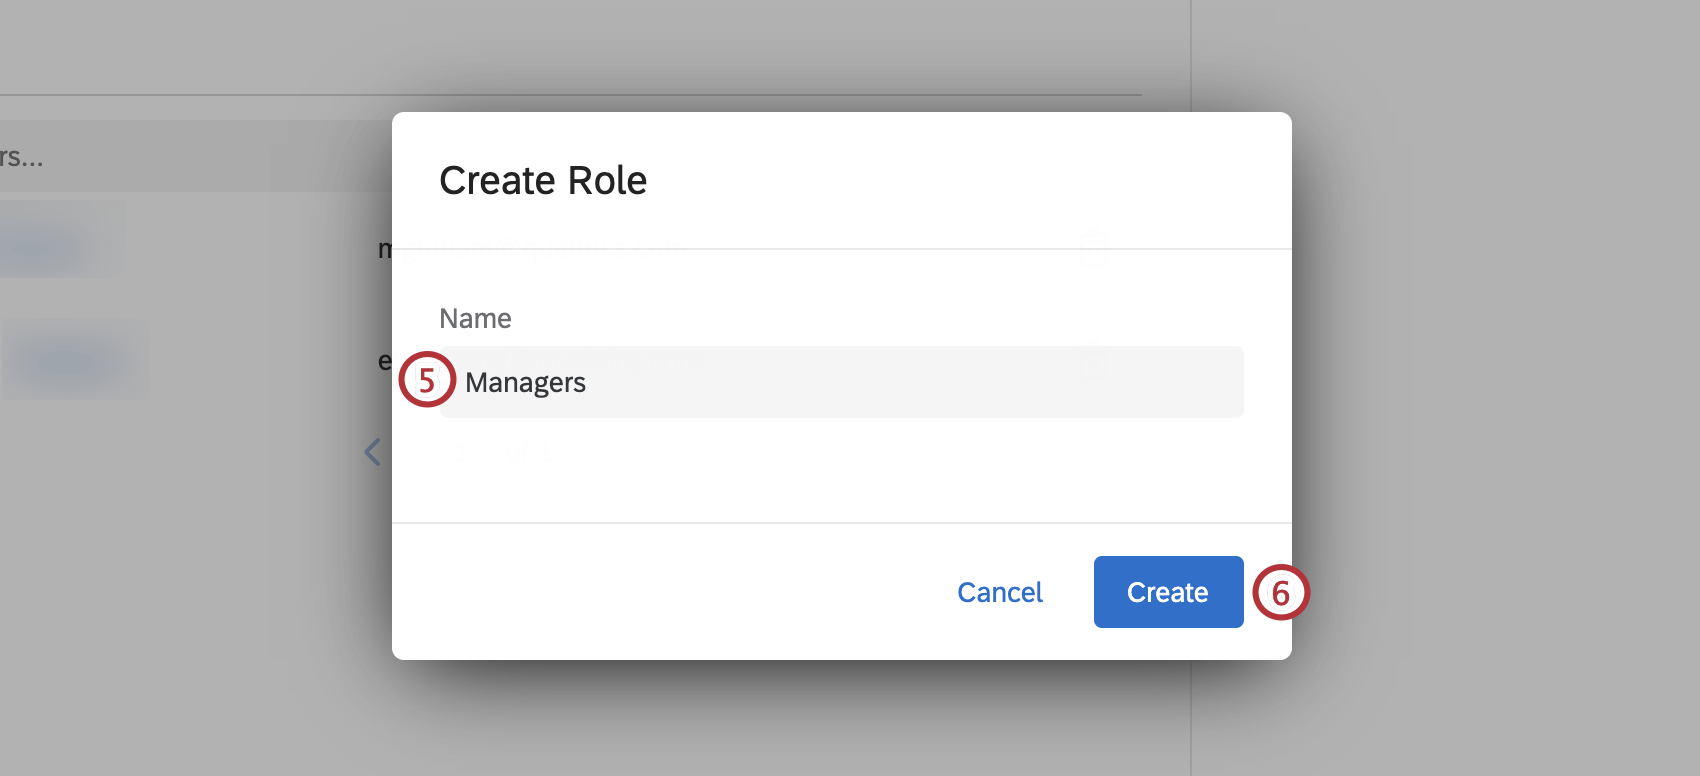 rs...
Create Role
Name
5 Managers
Cancel
Create 6